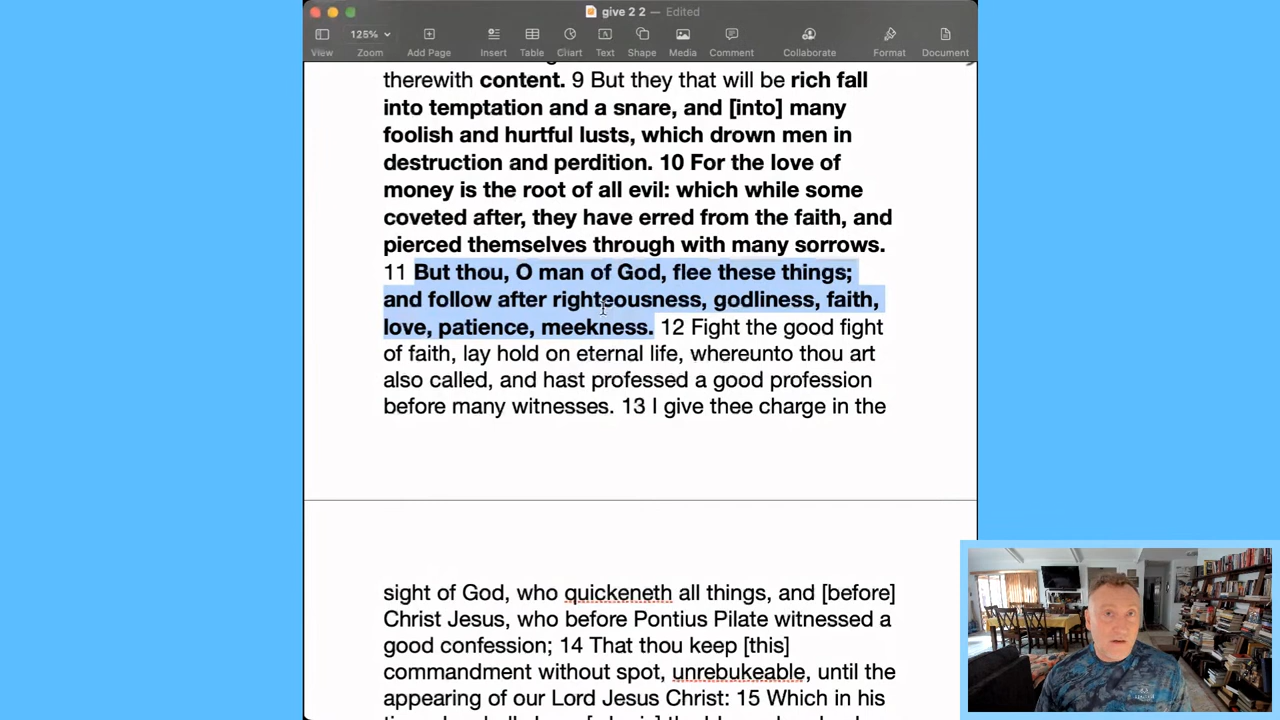 give 2 2 — Edited
125%
View Zoom Add Page Insert Table Chart Text Shape Media Comment Collaborate Format Document
therewith content. 9 But they that will be rich fall
into temptation and a snare, and [into] many
foolish and hurtful lusts, which drown men in
destruction and perdition. 10 For the love of
money is the root of all evil: which while some
coveted after, they have erred from the faith, and
pierced themselves through with many sorrows.
11 But thou, O man of God, flee these things;
and follow after righteousness, godliness, faith,
love, patience, meekness. 12 Fight the good fight
of faith, lay hold on eternal life, whereunto thou art
also called, and hast professed a good profession
before many witnesses. 13 I give thee charge in the
sight of God, who quickeneth all things, and [before]
Christ Jesus, who before Pontius Pilate witnessed a
good confession; 14 That thou keep [this]
commandment without spot, unrebukeable, until the
appearing of our Lord Jesus Christ: 15 Which in his